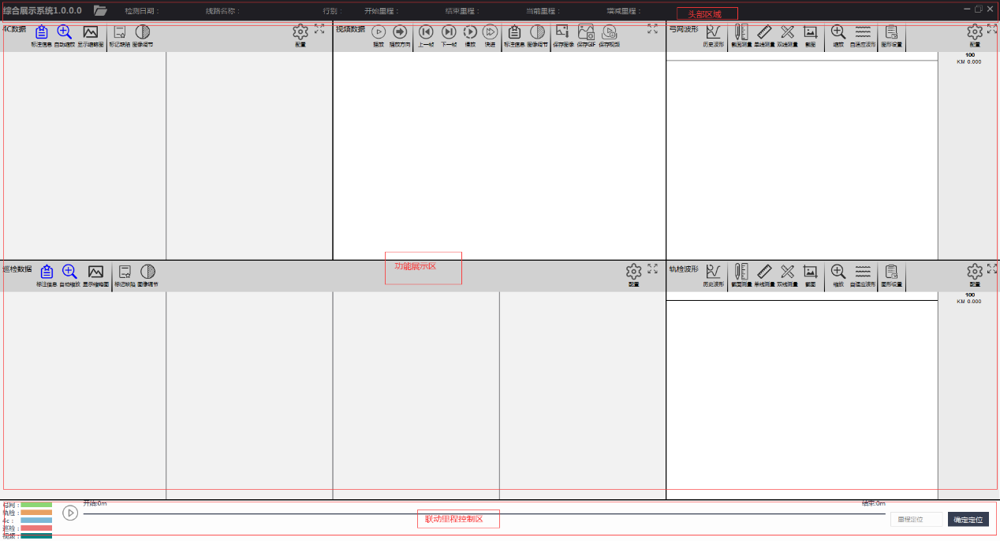 综合展示系统1.0.0.0 检测日期： 线路名称： 行别： 开始里程： 结束里程： 当前里程： 增减里程： 头部区域
4C数据 标注信息 自动缩放 显示缩略图 标记缺陷 图像调节 配置
视频数据 播放 播放方向 上一帧 下一帧 慢放 快进 标注信息 图像调节 保存图像 保存GIF 保存视频
弓网波形 历史波形 截面测量 单线测量 双线测量 截图 缩放 自适应波形 图形设置 配置
100
KM 0.000
功能展示区
巡检数据 标注信息 自动缩放 显示缩略图 标记缺陷 图像调节 配置
轨检波形 历史波形 截面测量 单线测量 双线测量 截图 缩放 自适应波形 图形设置 配置
100
KM 0.000
弓网：
轨检：
4c：
巡检：
视频：
开始:0m
结束:0m
联动里程控制区
里程定位 确定定位